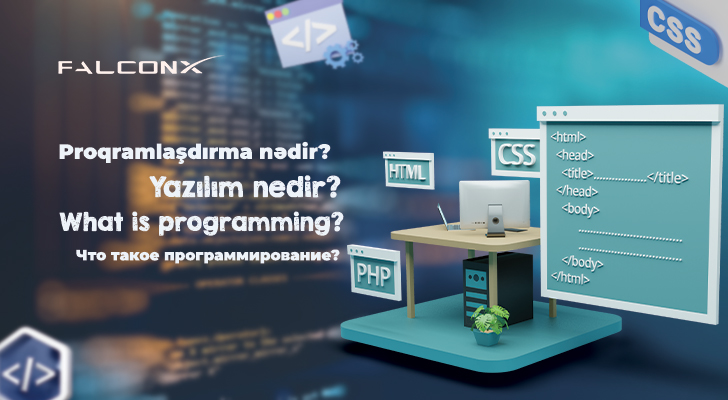 FALCONX
Proqramlaşdırma nədir?
Yazılım nedir?
What is programming?
Что такое программирование?
</>
CSS
HTML
CSS
PHP
<html>
<head>
<title>....................</title>
</head>
<body>
........................................
........................................
</body>
</html>
</>